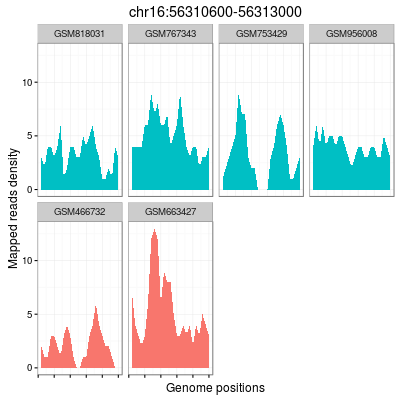 chr16:56310600-56313000
GSM818031 GSM767343 GSM753429 GSM956008
10
5
0
Mapped reads density
GSM466732 GSM663427
10
5
0
Genome positions